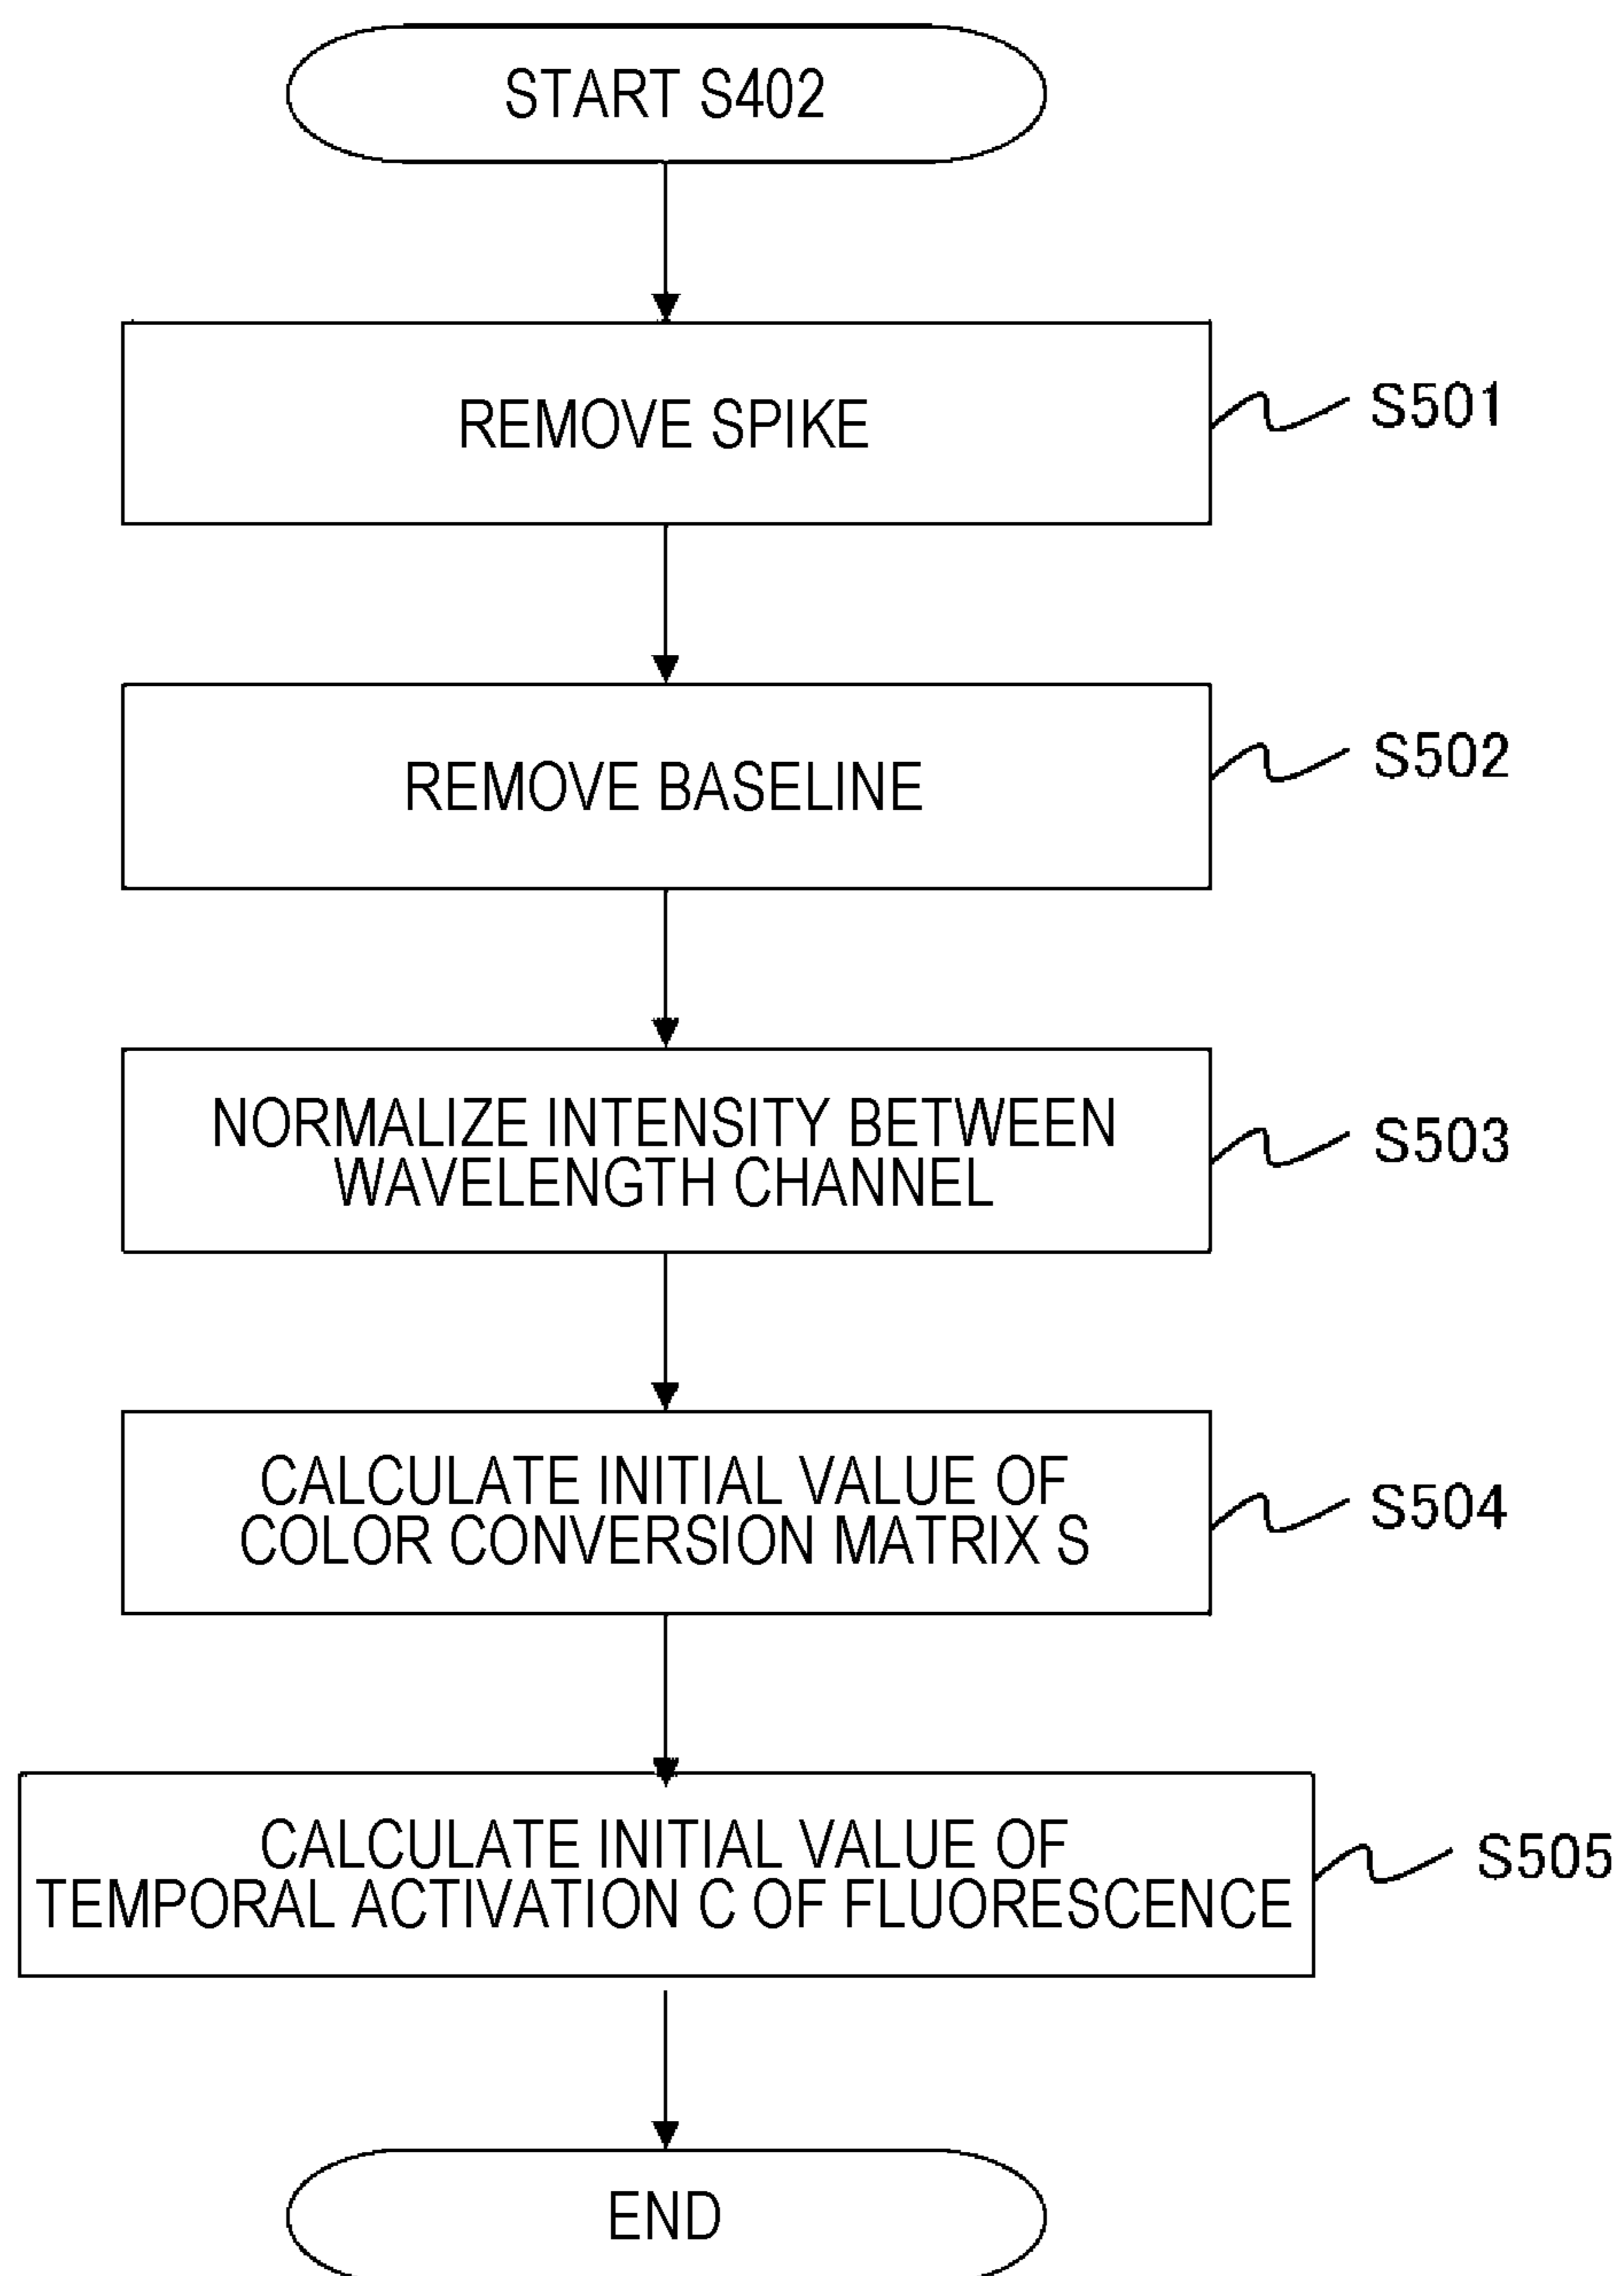 START S402
REMOVE SPIKE
S501
REMOVE BASELINE
S502
NORMALIZE INTENSITY BETWEEN
WAVELENGTH CHANNEL
S503
CALCULATE INITIAL VALUE OF
COLOR CONVERSION MATRIX S
S504
CALCULATE INITIAL VALUE OF
TEMPORAL ACTIVATION C OF FLUORESCENCE
S505
END